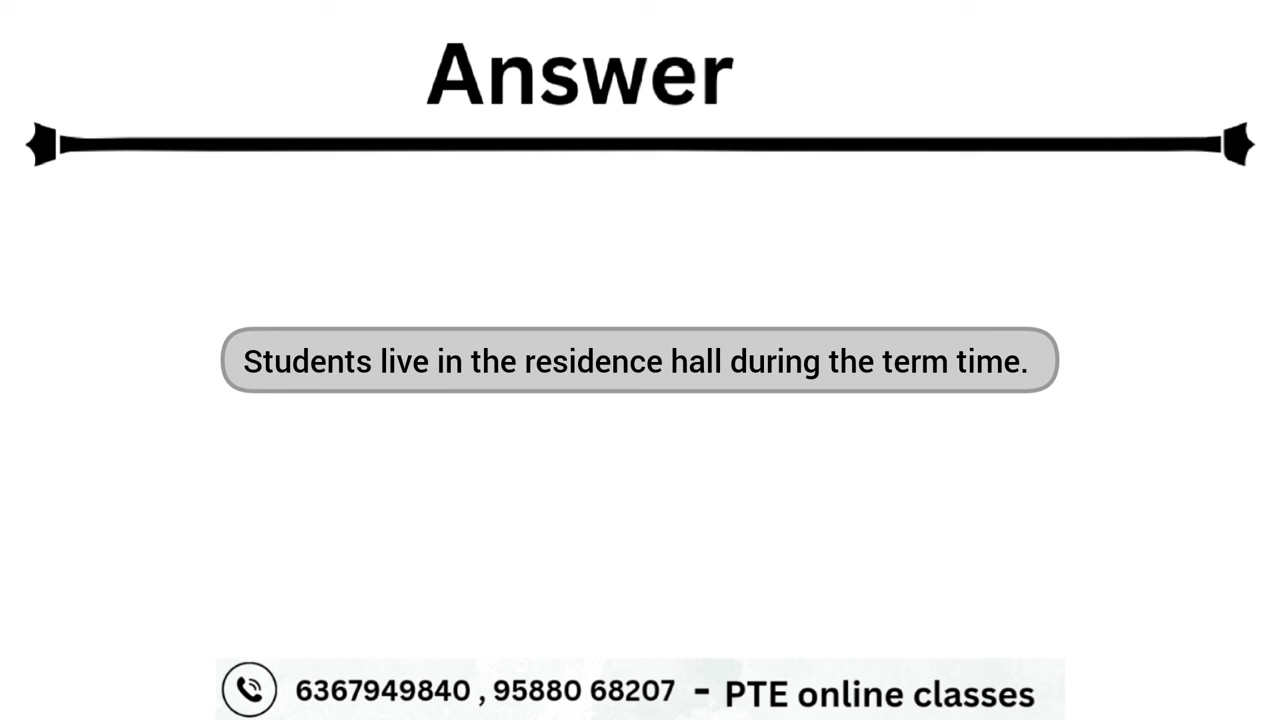 Answer
Students live in the residence hall during the term time.
6367949840 , 95880 68207 - PTE online classes